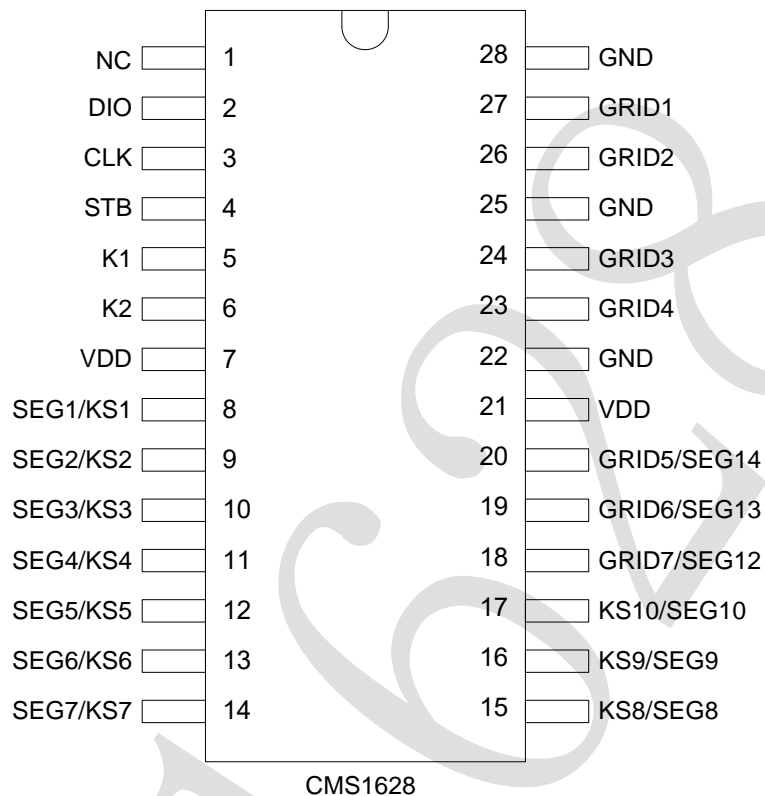 NC 1 28 GND
DIO 2 27 GRID1
CLK 3 26 GRID2
STB 4 25 GND
K1 5 24 GRID3
K2 6 23 GRID4
VDD 7 22 GND
SEG1/KS1 8 21 VDD
SEG2/KS2 9 20 GRID5/SEG14
SEG3/KS3 10 19 GRID6/SEG13
SEG4/KS4 11 18 GRID7/SEG12
SEG5/KS5 12 17 KS10/SEG10
SEG6/KS6 13 16 KS9/SEG9
SEG7/KS7 14 15 KS8/SEG8
CMS1628